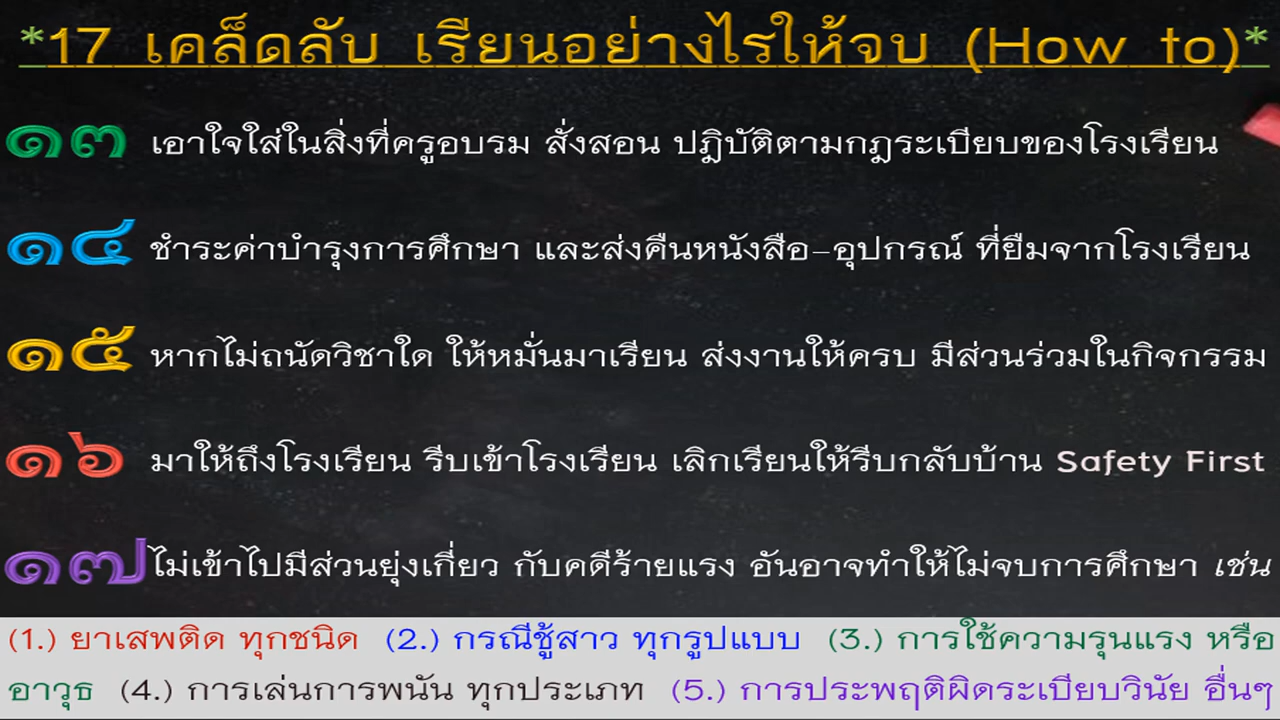 *17 เคล็ดลับ เรียนอย่างไรให้จบ (How to)*
๑๓ เอาใจใส่ในสิ่งที่ครูอบรม สั่งสอน ปฎิบัติตามกฎระเบียบของโรงเรียน
๑๔ ชำระค่าบำรุงการศึกษา และส่งคืนหนังสือ-อุปกรณ์ ที่ยืมจากโรงเรียน
๑๕ หากไม่ถนัดวิชาใด ให้หมั่นมาเรียน ส่งงานให้ครบ มีส่วนร่วมในกิจกรรม
๑๖ มาให้ถึงโรงเรียน รีบเข้าโรงเรียน เลิกเรียนให้รีบกลับบ้าน Safety First
๑๗ ไม่เข้าไปมีส่วนยุ่งเกี่ยว กับคดีร้ายแรง อันอาจทำให้ไม่จบการศึกษา เช่น
(1.) ยาเสพติด ทุกชนิด (2.) กรณีชู้สาว ทุกรูปแบบ (3.) การใช้ความรุนแรง หรือ
อาวุธ (4.) การเล่นการพนัน ทุกประเภท (5.) การประพฤติผิดระเบียบวินัย อื่นๆ